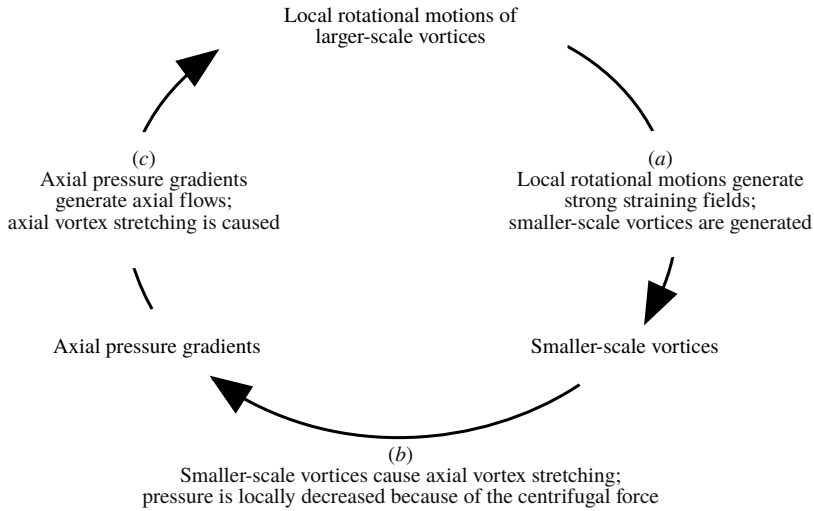 Local rotational motions of
larger-scale vortices
(a)
Local rotational motions generate
strong straining fields;
smaller-scale vortices are generated
Smaller-scale vortices
(b)
Smaller-scale vortices cause axial vortex stretching;
pressure is locally decreased because of the centrifugal force
Axial pressure gradients
(c)
Axial pressure gradients
generate axial flows;
axial vortex stretching is caused